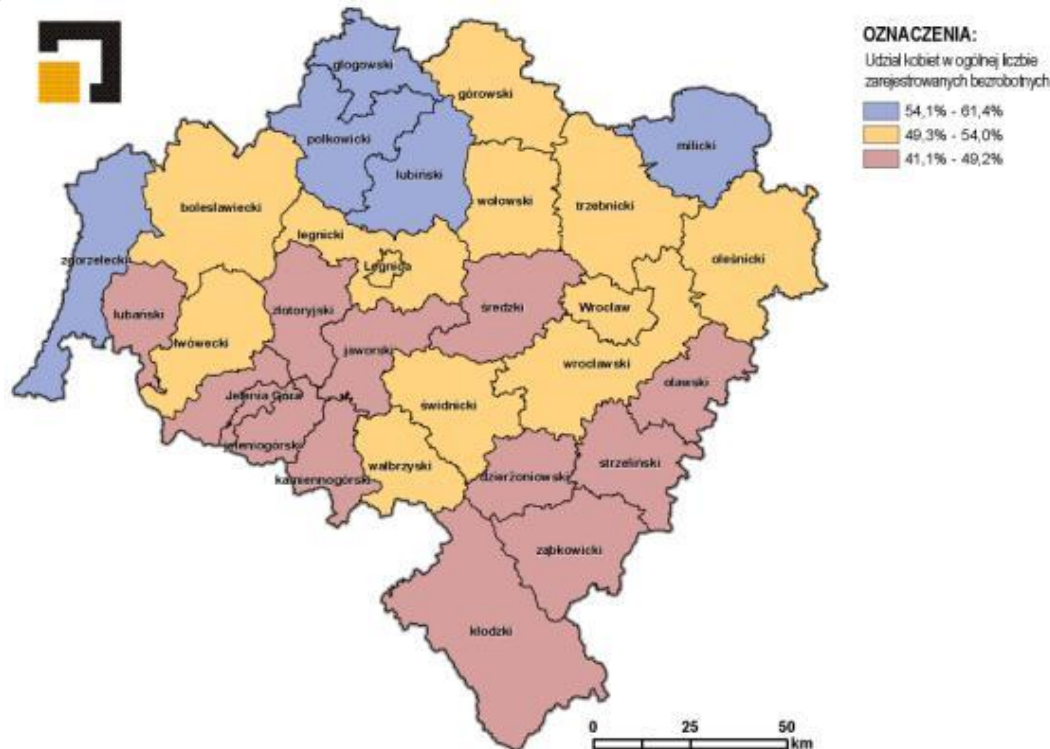 OZNACZENIA:
Udział kobiet w ogólnej liczbie
zarejestrowanych bezrobotnych
54,1% - 61,4%
49,3% - 54,0%
41,1% - 49,2%
głogowski
górowski
polkowicki
lubiński
milicki
bolesławiecki
wołowski
trzebnicki
legnicki
Legnica
zgorzelecki
oleśnicki
lubański
złotoryjski
średzki
Wrocław
lwówecki
jaworski
wrocławski
oławski
Jelenia Góra
świdnicki
jeleniogórski
wałbrzyski
strzeliński
kamiennogórski
dzierżoniowski
ząbkowicki
kłodzki
0 25 50
km